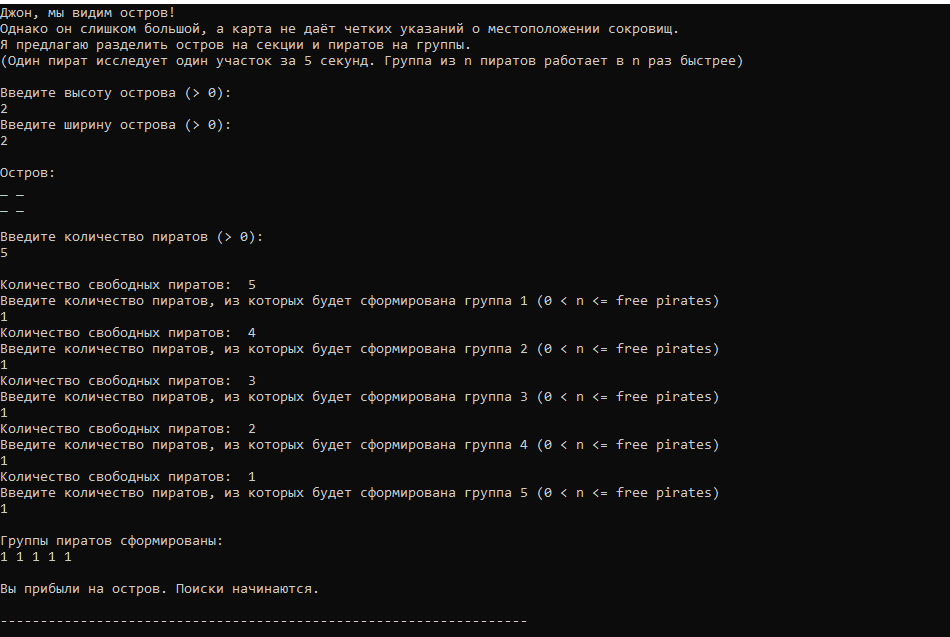 Джон, мы видим остров!
Однако он слишком большой, а карта не даёт четких указаний о местоположении сокровищ.
Я предлагаю разделить остров на секции и пиратов на группы.
(Один пират исследует один участок за 5 секунд. Группа из n пиратов работает в n раз быстрее)
Введите высоту острова (> 0):
2
Введите ширину острова (> 0):
2
Остров:
_ _
_ _
Введите количество пиратов (> 0):
5
Количество свободных пиратов:  5
Введите количество пиратов, из которых будет сформирована группа 1 (0 < n <= free pirates)
1
Количество свободных пиратов:  4
Введите количество пиратов, из которых будет сформирована группа 2 (0 < n <= free pirates)
1
Количество свободных пиратов:  3
Введите количество пиратов, из которых будет сформирована группа 3 (0 < n <= free pirates)
1
Количество свободных пиратов:  2
Введите количество пиратов, из которых будет сформирована группа 4 (0 < n <= free pirates)
1
Количество свободных пиратов:  1
Введите количество пиратов, из которых будет сформирована группа 5 (0 < n <= free pirates)
1
Группы пиратов сформированы:
1 1 1 1 1
Вы прибыли на остров. Поиски начинаются.
------------------------------------------------------------------